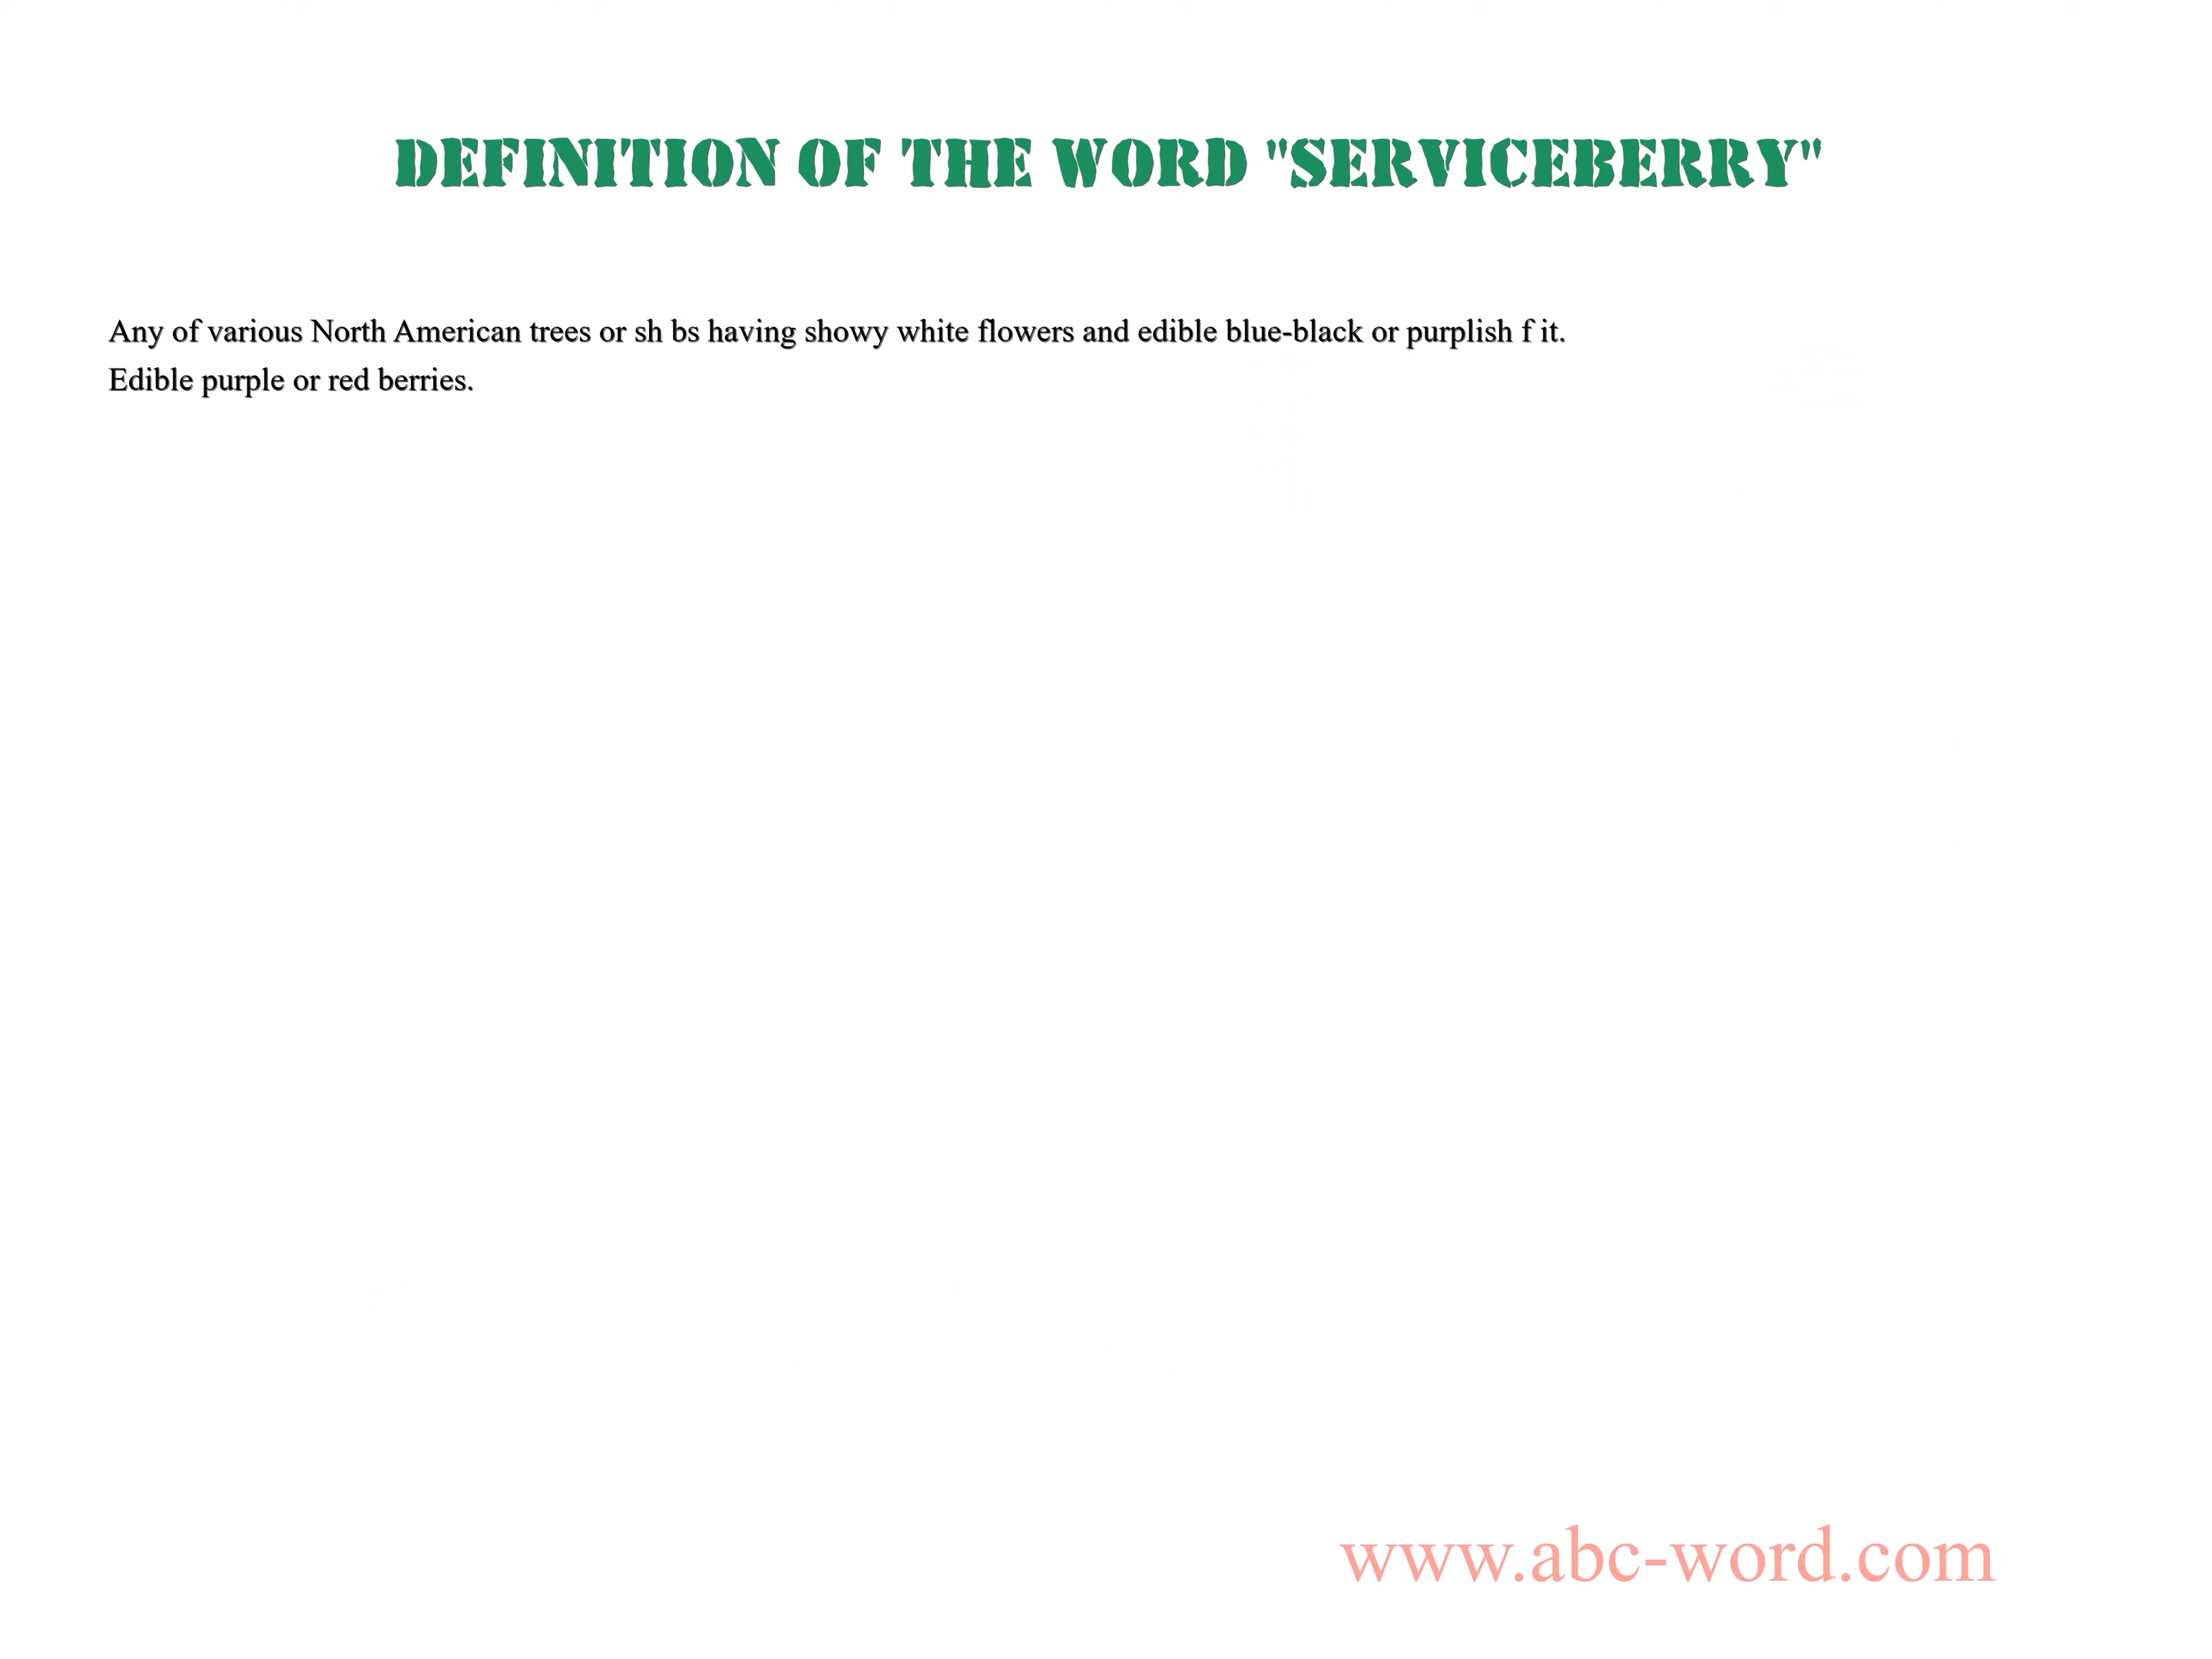 DEFINITION OF THE WORD "SERVICEBERRY"
Any of various North American trees or sh bs having showy white flowers and edible blue-black or purplish f it.
Edible purple or red berries.
www.abc-word.com